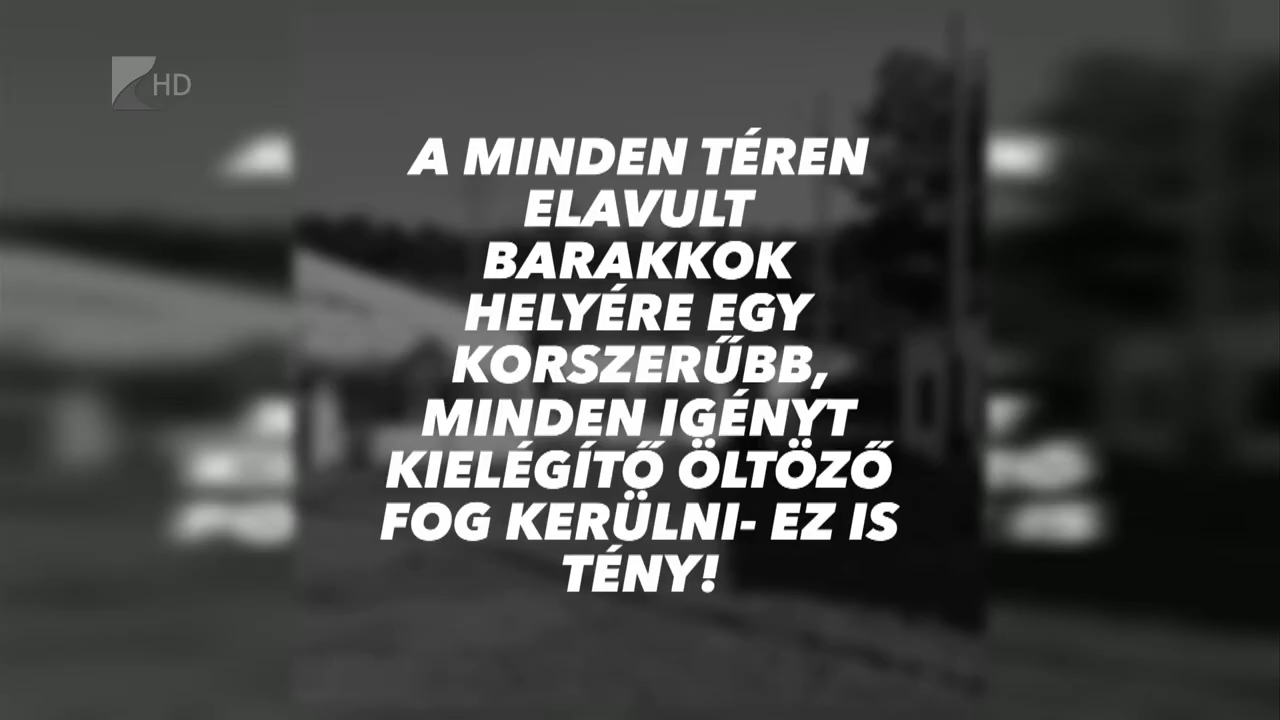 HD
A MINDEN TÉREN
ELAVULT
BARAKKOK
HELYÉRE EGY
KORSZERŰBB,
MINDEN IGÉNYT
KIELÉGÍTŐ ÖLTÖZŐ
FOG KERÜLNI- EZ IS
TÉNY!